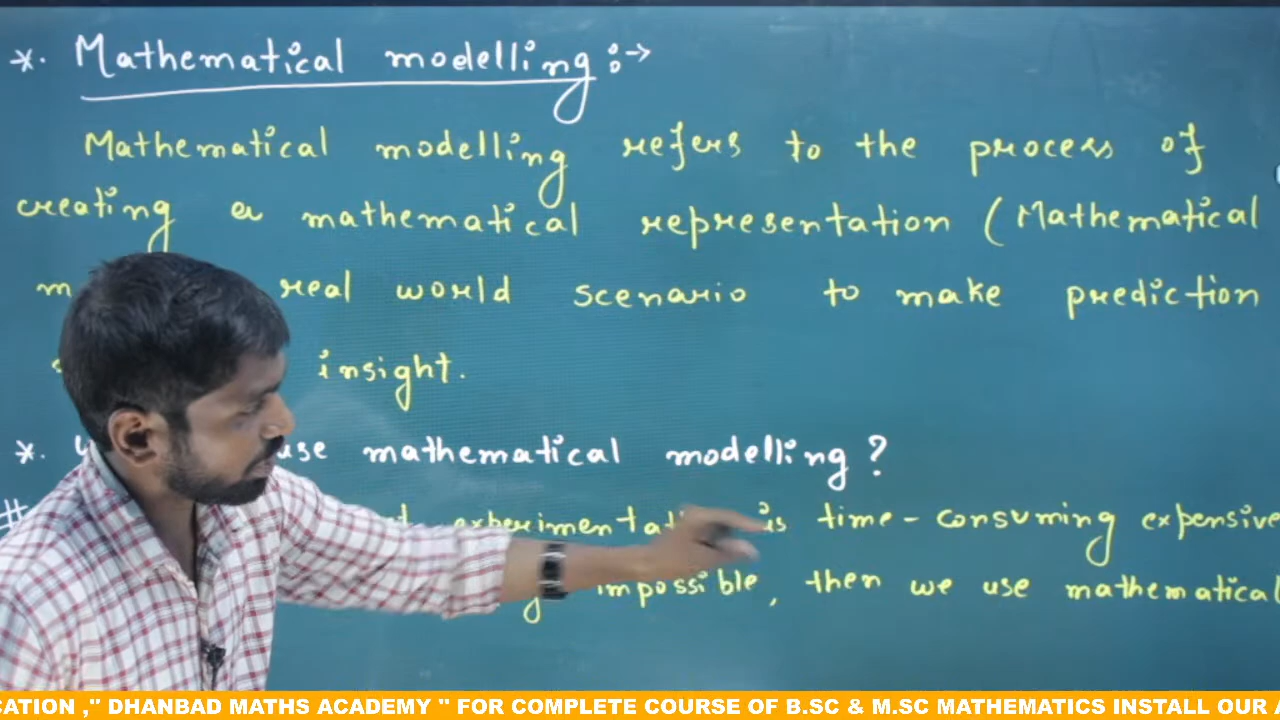 *. Mathematical modelling :→
Mathematical modelling refers to the process of
creating a mathematical representation (Mathematical
real world scenario to make prediction
insight.
*. use mathematical modelling ?
# experimentati is time-consuming expensive
impossible, then we use mathematical
CATION ," DHANBAD MATHS ACADEMY " FOR COMPLETE COURSE OF B.SC & M.SC MATHEMATICS INSTALL OUR A